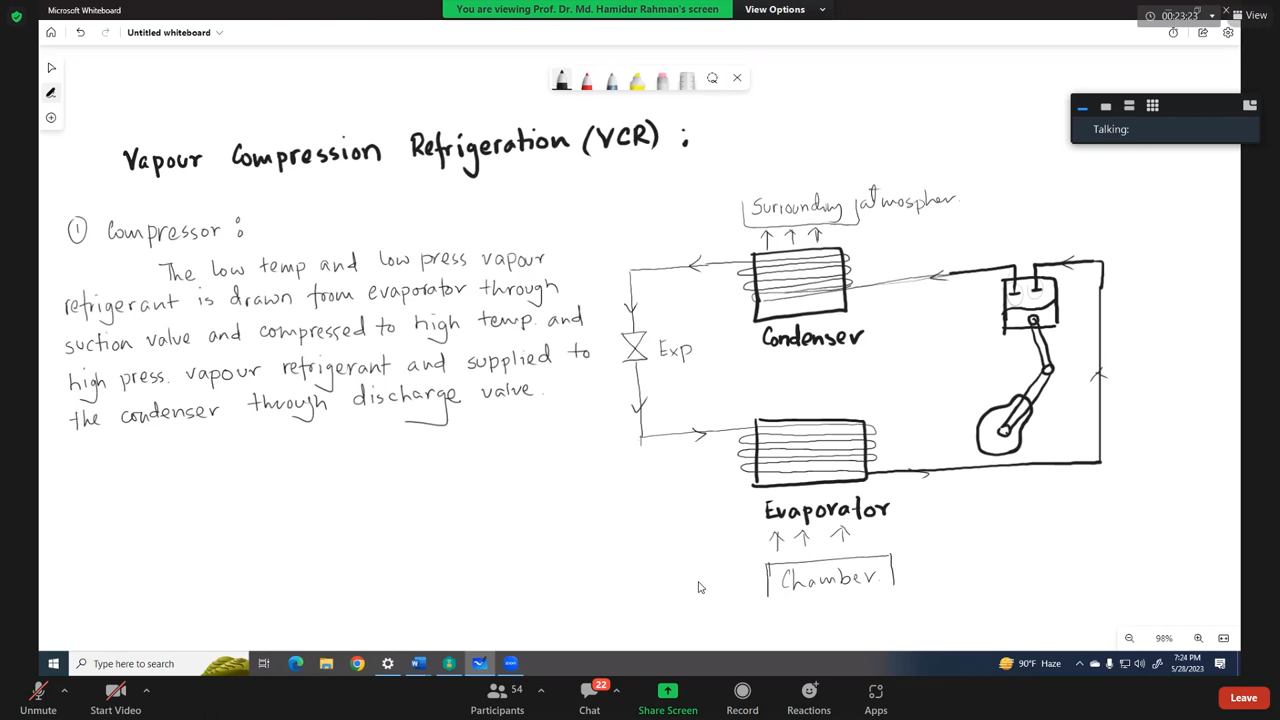 Microsoft Whiteboard
You are viewing Prof. Dr. Md. Hamidur Rahman's screen
View Options
00:23:23
View
Untitled whiteboard
Talking:
Vapour Compression Refrigeration (VCR) :
① Compressor :
The low temp and low press vapour
refrigerant is drawn from evaporator through
suction valve and compressed to high temp. and
high press. vapour refrigerant and supplied to
the condenser through discharge valve.
Surrounding atmospher.
Condenser
Exp
Evaporator
Chamber.
98%
Type here to search
90°F Haze
7:24 PM
5/28/2023
Unmute
Start Video
54
Participants
22
Chat
Share Screen
Record
Reactions
Apps
Leave